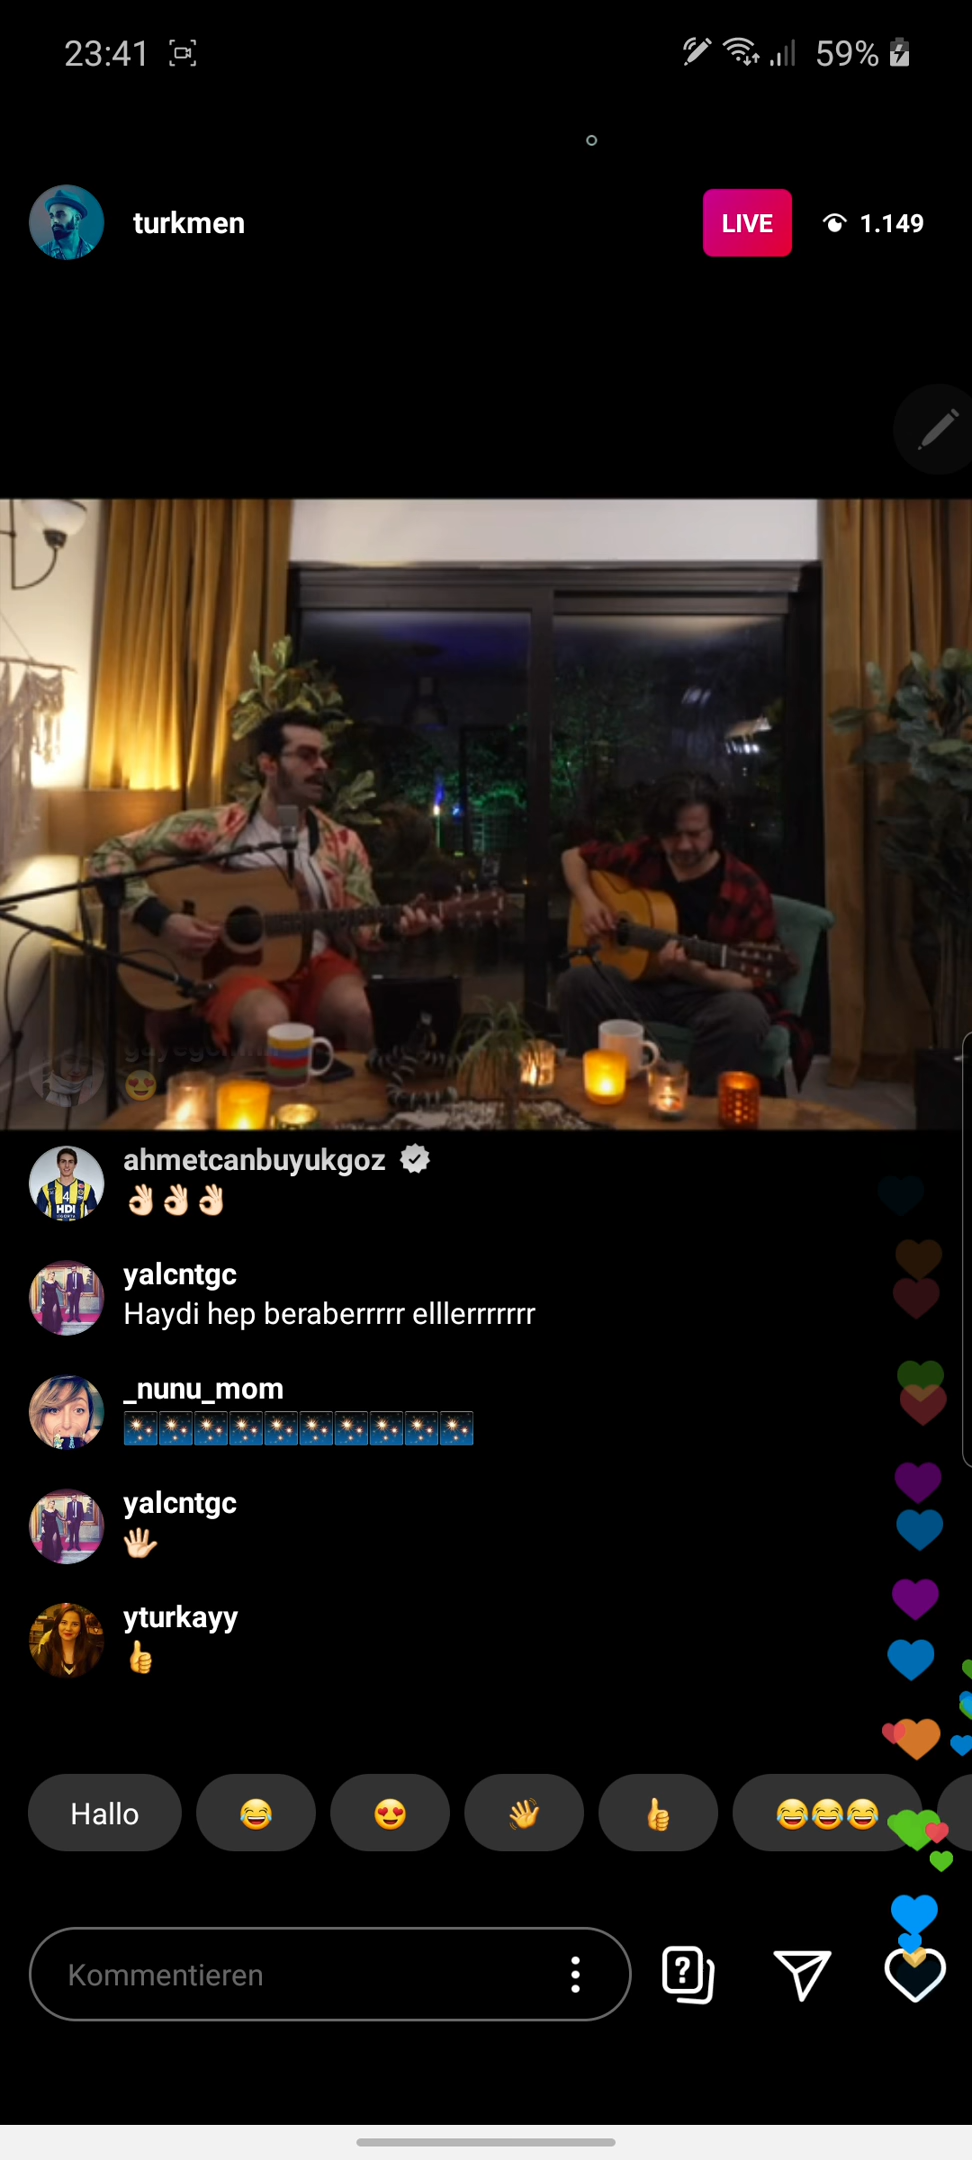 23:41
59%
turkmen
LIVE
1.149
ahmetcanbuyukgoz
👌🏻👌🏻👌🏻
yalcntgc
Haydi hep beraberrrrr elllerrrrrrr
_nunu_mom
🎇🎇🎇🎇🎇🎇🎇🎇🎇🎇
yalcntgc
👋🏻
yturkayy
👍
Hallo 😂 😍 👋 👍 😂😂😂
Kommentieren